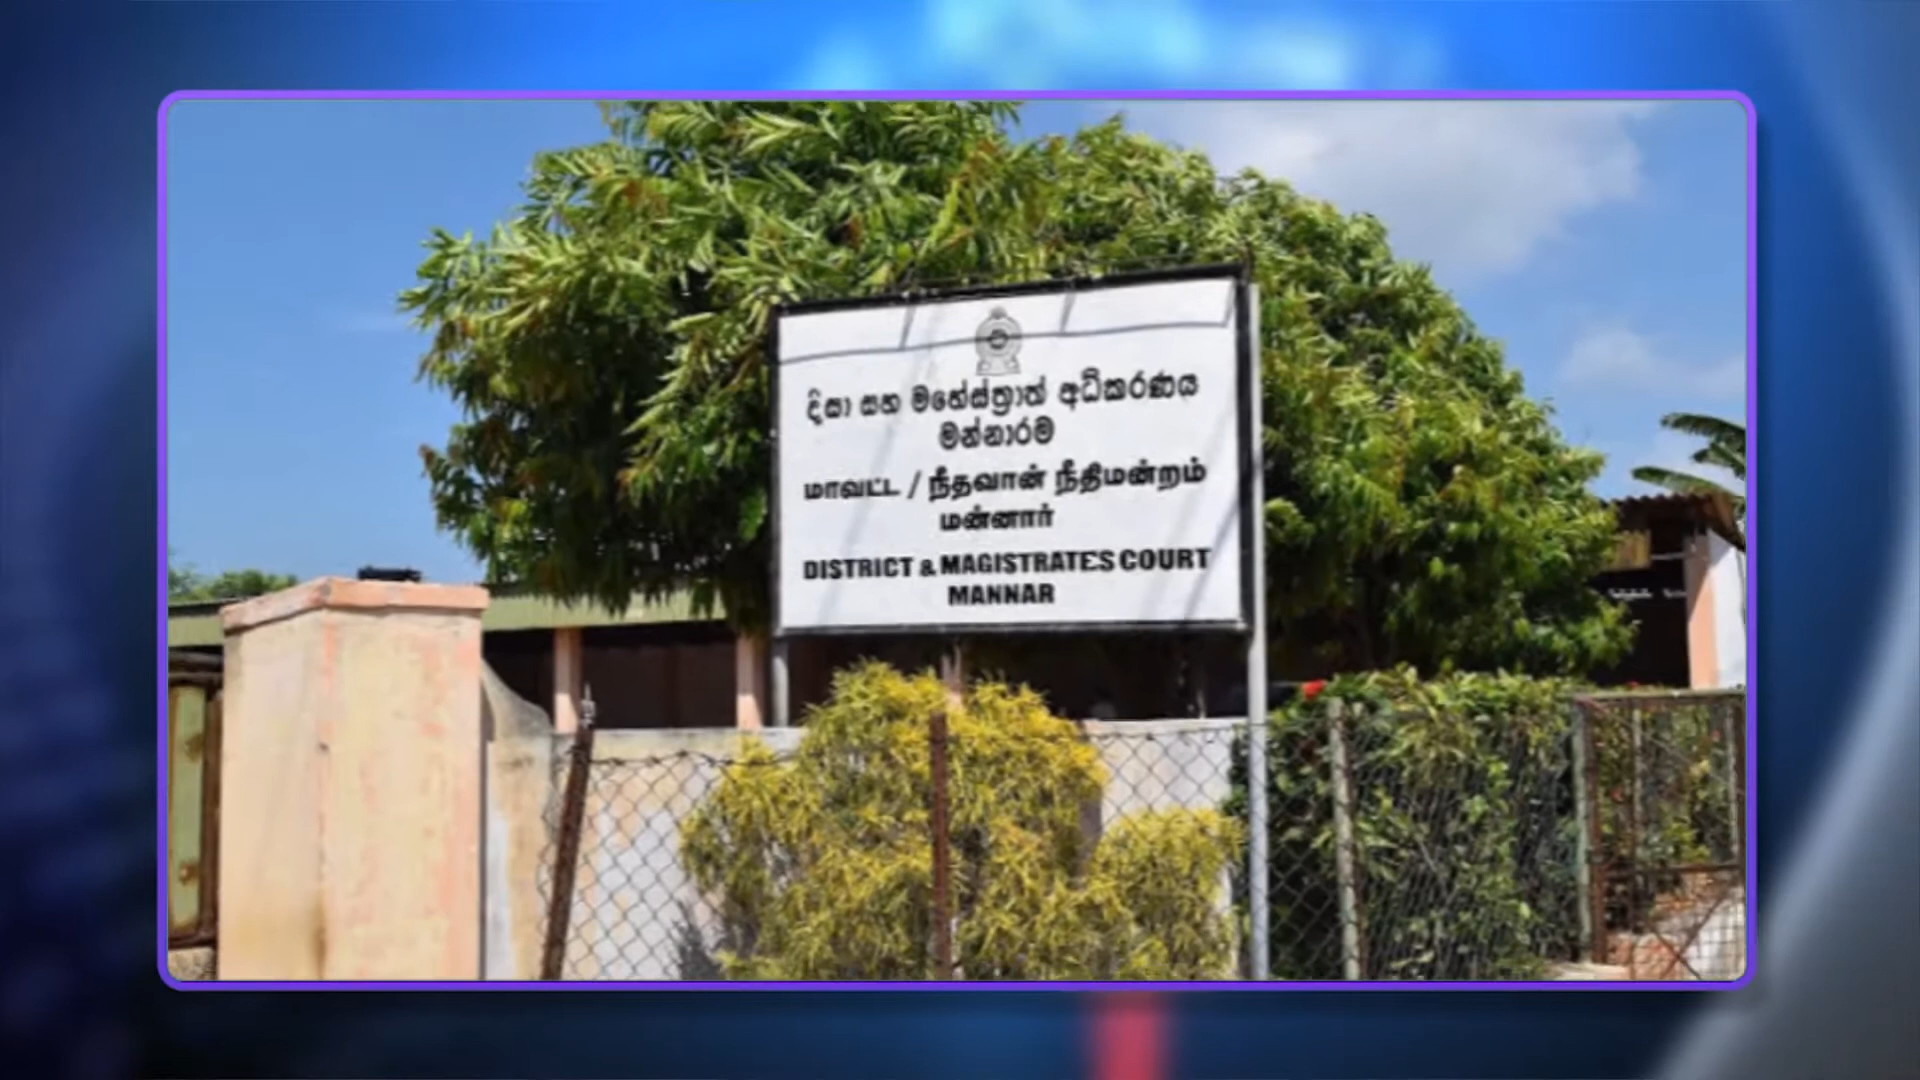 දිසා සහ මහේස්ත්‍රාත් අධිකරණය
මන්නාරම
மாவட்ட / நீதவான் நீதிமன்றம்
மன்னார்
DISTRICT & MAGISTRATES COURT
MANNAR